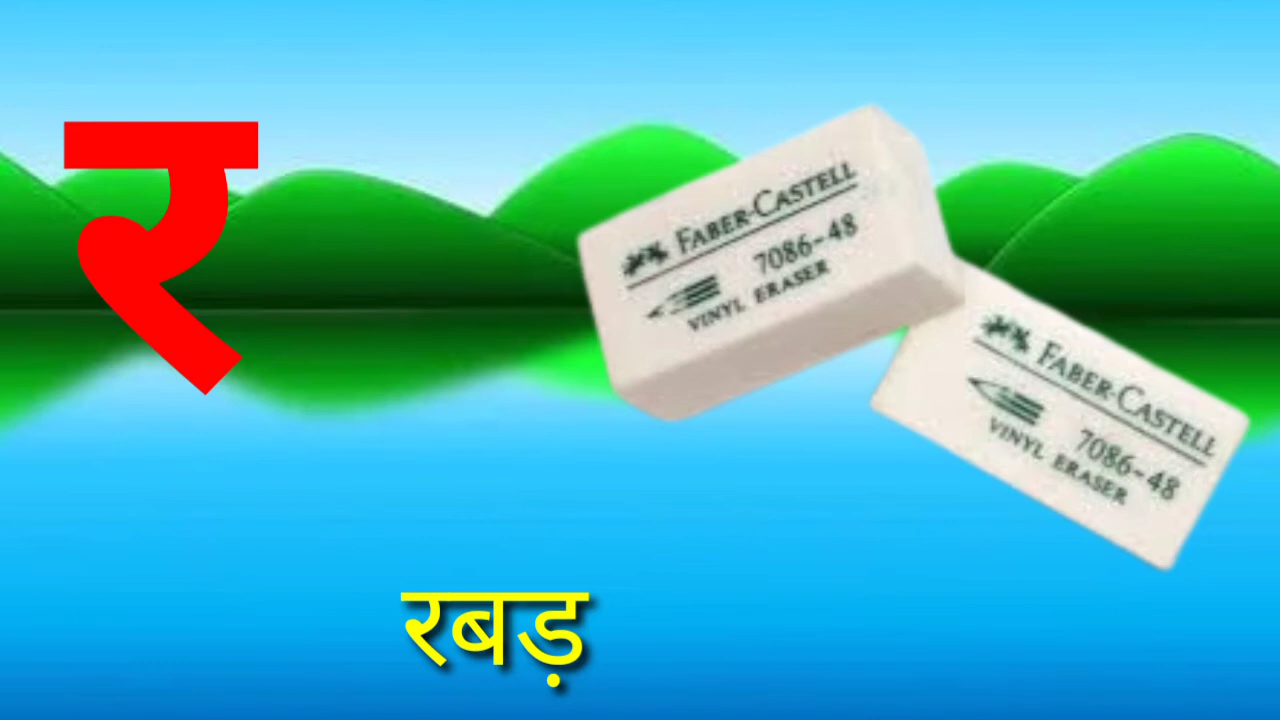 र
FABER-CASTELL
7086-48
VINYL ERASER
FABER-CASTELL
7086-48
VINYL ERASER
रबड़